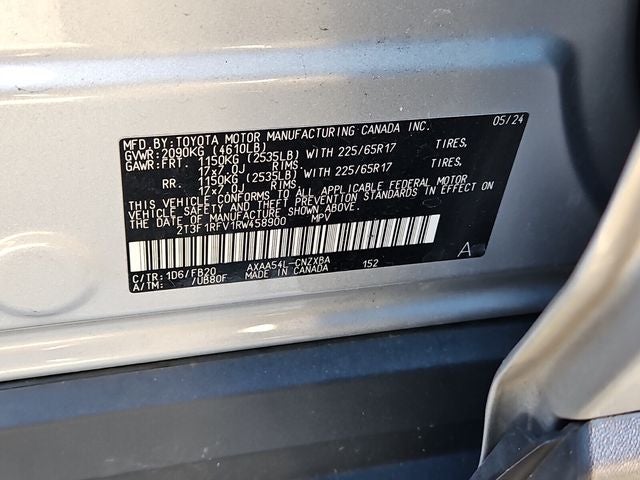 MFD. BY: TOYOTA MOTOR MANUFACTURING CANADA INC. 05/24
GVWR: 2090KG (4610LB)
GAWR: FRT. 1150KG (2535LB) WITH 225/65R17 TIRES,
17x7.0J RIMS.
RR. 1150KG (2535LB) WITH 225/65R17 TIRES,
17x7.0J RIMS.
THIS VEHICLE CONFORMS TO ALL APPLICABLE FEDERAL MOTOR
VEHICLE SAFETY AND THEFT PREVENTION STANDARDS IN EFFECT ON
THE DATE OF MANUFACTURE SHOWN ABOVE.
2T3F1RFV1RW458900 MPV
C/TR: 1D6/FB20 AXAA54L-CNZXBA A
A/TM: /UB80F MADE IN CANADA 152